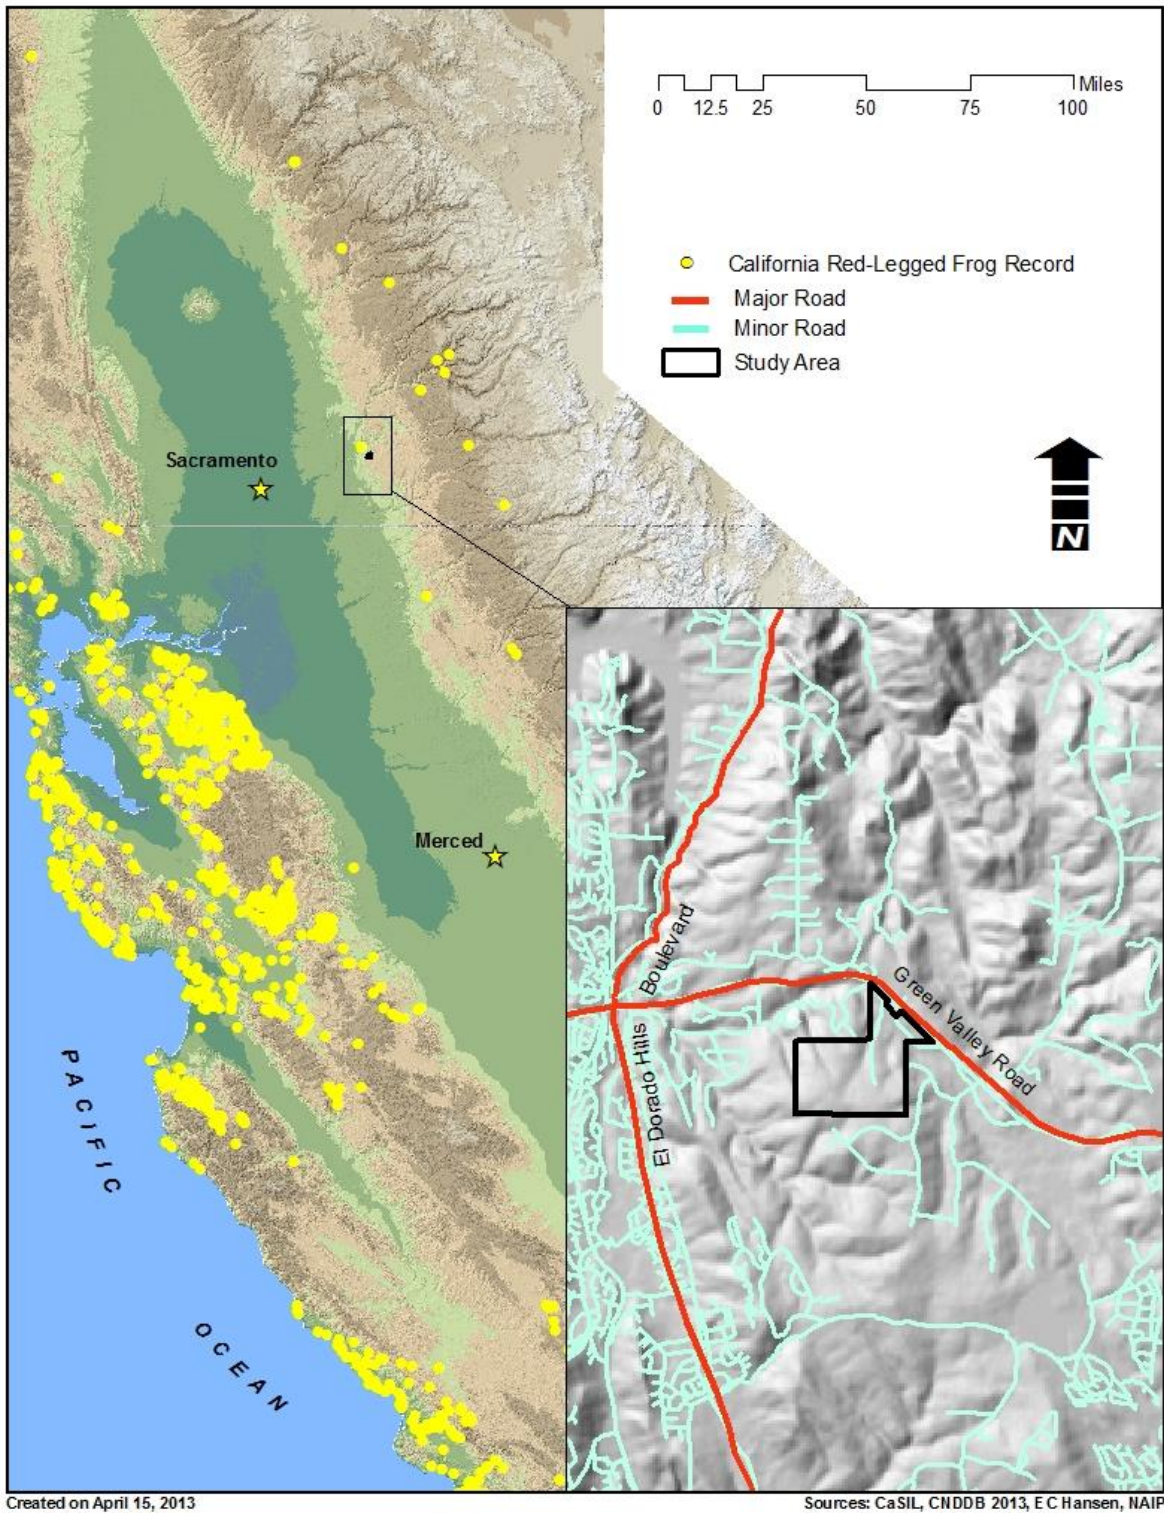 Miles
0 12.5 25 50 75 100
California Red-Legged Frog Record
Major Road
Minor Road
Study Area
Sacramento
N
Merced
Boulevard
El Dorado Hills
Green Valley Road
PACIFIC
OCEAN
Created on April 15, 2013
Sources: CaSIL, CNDDB 2013, EC Hansen, NAIP